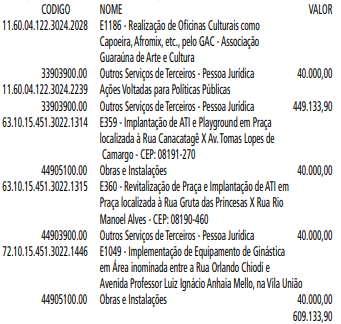 CODIGO NOME VALOR
11.60.04.122.3024.2028 E1186 - Realização de Oficinas Culturais como
Capoeira, Afromix, etc., pelo GAC - Associação
Guaraúna de Arte e Cultura
33903900.00 Outros Serviços de Terceiros - Pessoa Jurídica 40.000,00
11.60.04.122.3024.2239 Ações Voltadas para Políticas Públicas
33903900.00 Outros Serviços de Terceiros - Pessoa Jurídica 449.133,90
63.10.15.451.3022.1314 E359 - Implantação de ATI e Playground em Praça
localizada à Rua Canacatagê X Av. Tomas Lopes de
Camargo - CEP: 08191-270
44905100.00 Obras e Instalações 40.000,00
63.10.15.451.3022.1315 E360 - Revitalização de Praça e Implantação de ATI em
Praça localizada à Rua Gruta das Princesas X Rua Rio
Manoel Alves - CEP: 08190-460
44903900.00 Outros Serviços de Terceiros - Pessoa Jurídica 40.000,00
72.10.15.451.3022.1446 E1049 - Implementação de Equipamento de Ginástica
em Área inominada entre a Rua Orlando Chiodi e
Avenida Professor Luiz Ignácio Anhaia Mello, na Vila União
44905100.00 Obras e Instalações 40.000,00
609.133,90